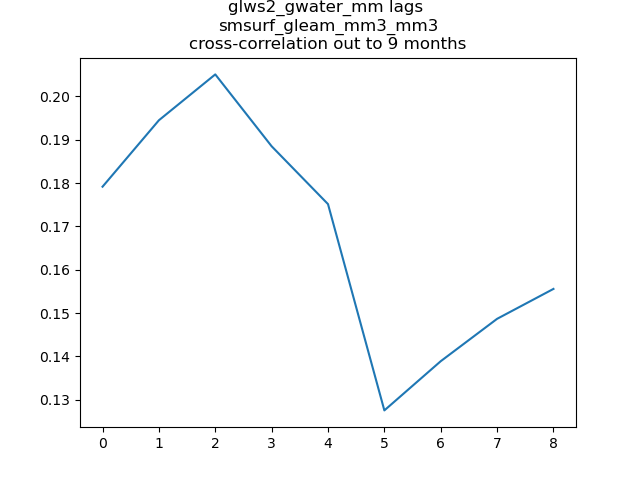 glws2_gwater_mm lags
smsurf_gleam_mm3_mm3
cross-correlation out to 9 months
0.20
0.19
0.18
0.17
0.16
0.15
0.14
0.13
0 1 2 3 4 5 6 7 8